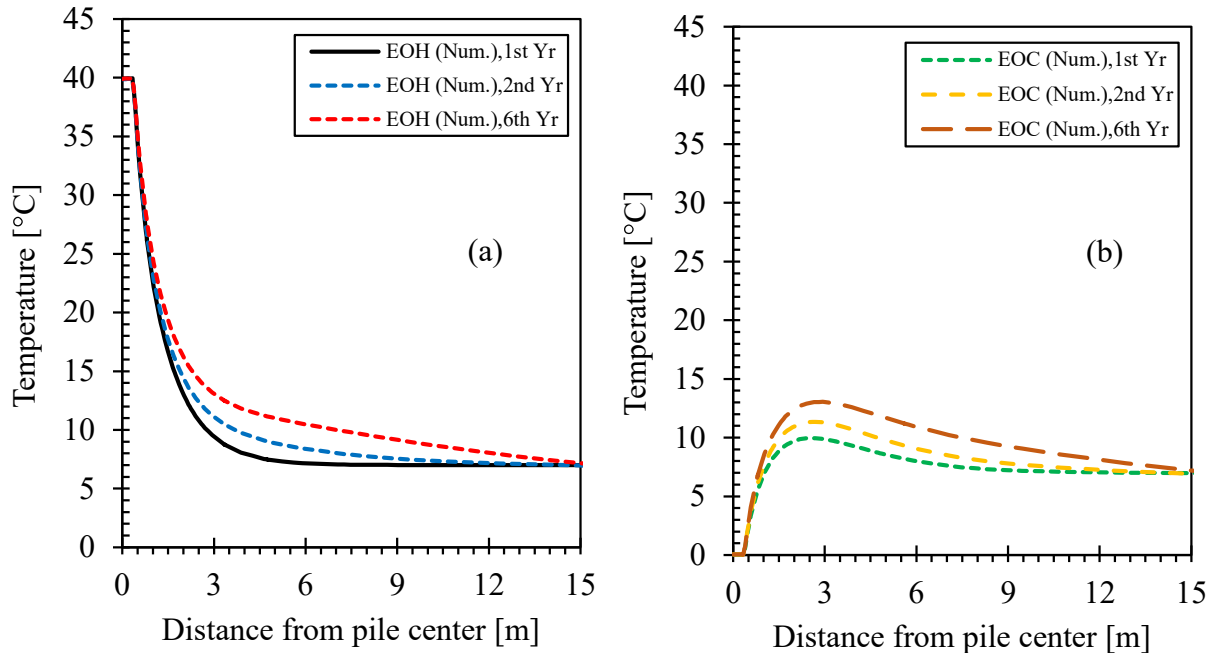 45
40
35
30
25
20
15
10
5
0
Temperature [°C]
EOH (Num.),1st Yr
EOH (Num.),2nd Yr
EOH (Num.),6th Yr
(a)
0 3 6 9 12 15
Distance from pile center [m]
45
40
35
30
25
20
15
10
5
0
Temperature [°C]
EOC (Num.),1st Yr
EOC (Num.),2nd Yr
EOC (Num.),6th Yr
(b)
0 3 6 9 12 15
Distance from pile center [m]